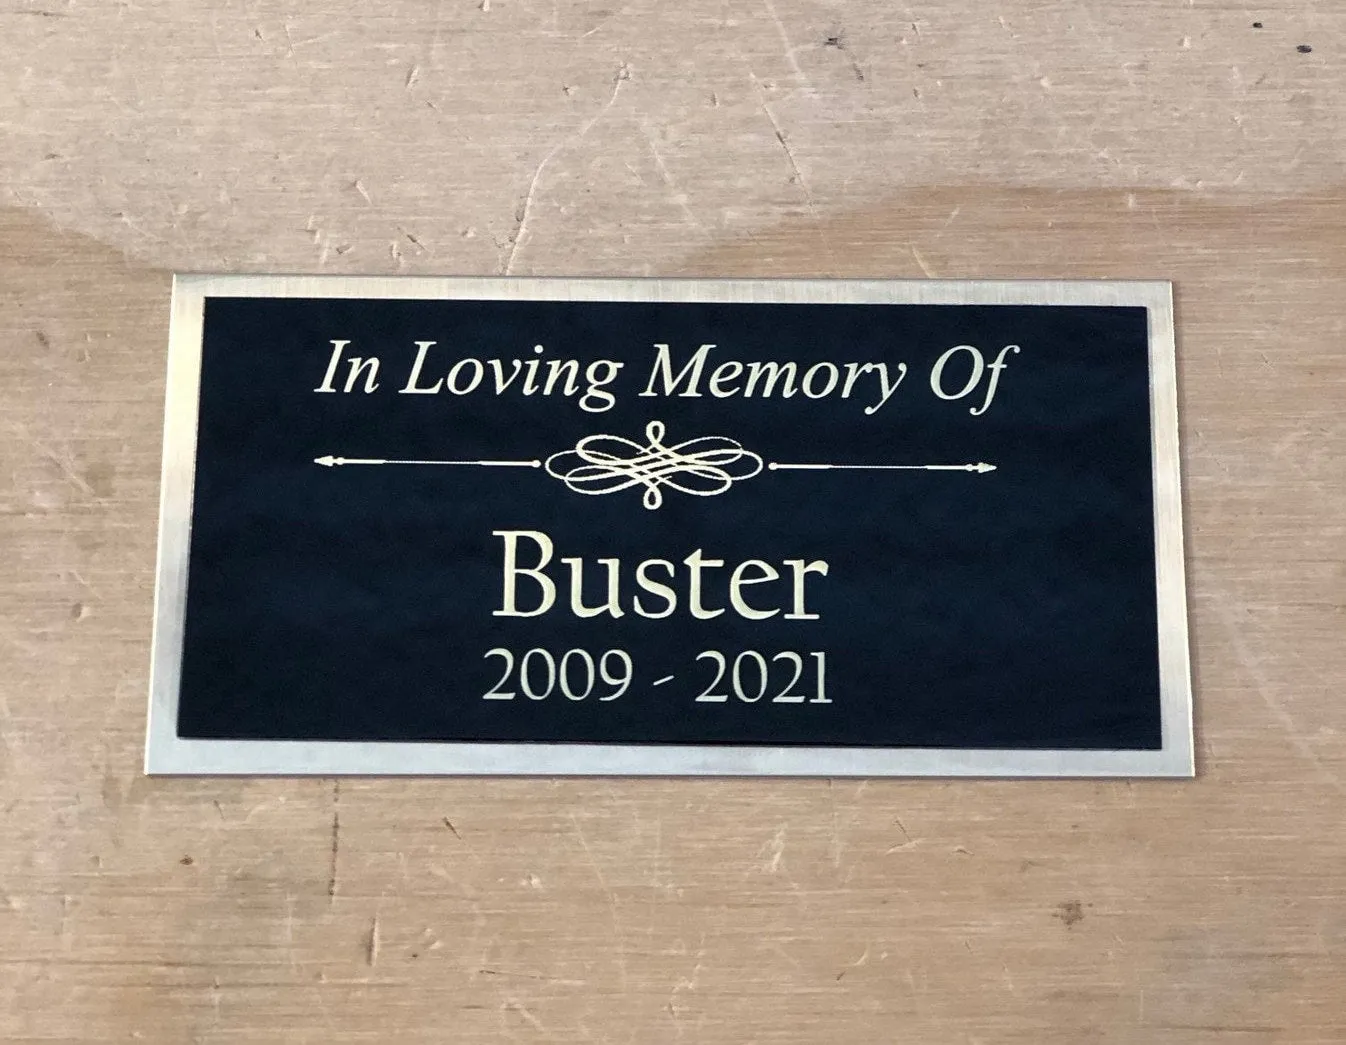 In Loving Memory Of
Buster
2009 - 2021